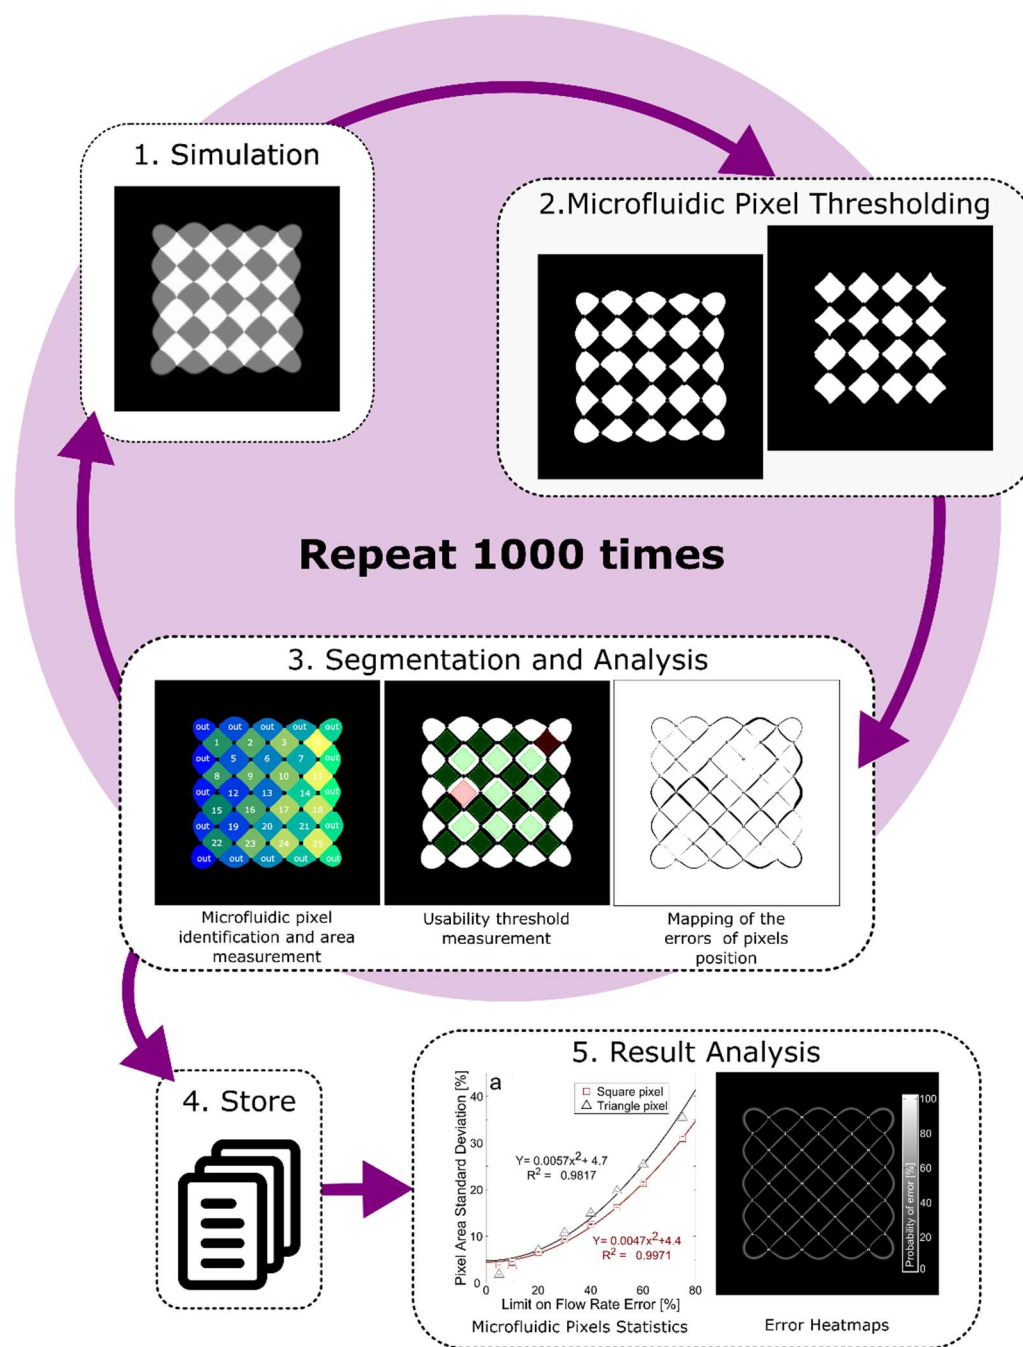 1. Simulation
2.Microfluidic Pixel Thresholding
Repeat 1000 times
3. Segmentation and Analysis
out out out out out
1 2 3 4
out 5 6 7 out
8 9 10 11
out 12 13 14 out
15 16 17 18
out 19 20 21 out
22 23 24 25
out out out out out
Microfluidic pixel
identification and area
measurement
Usability threshold
measurement
Mapping of the
errors of pixels
position
4. Store
5. Result Analysis
a
Pixel Area Standard Deviation [%]
40
30
20
10
0
Square pixel
Triangle pixel
Y= 0.0057x²+ 4.7
R² = 0.9817
Y= 0.0047x²+4.4
R² = 0.9971
0 20 40 60 80
Limit on Flow Rate Error [%]
Microfluidic Pixels Statistics
Probability of error [%]
100
80
60
40
20
0
Error Heatmaps